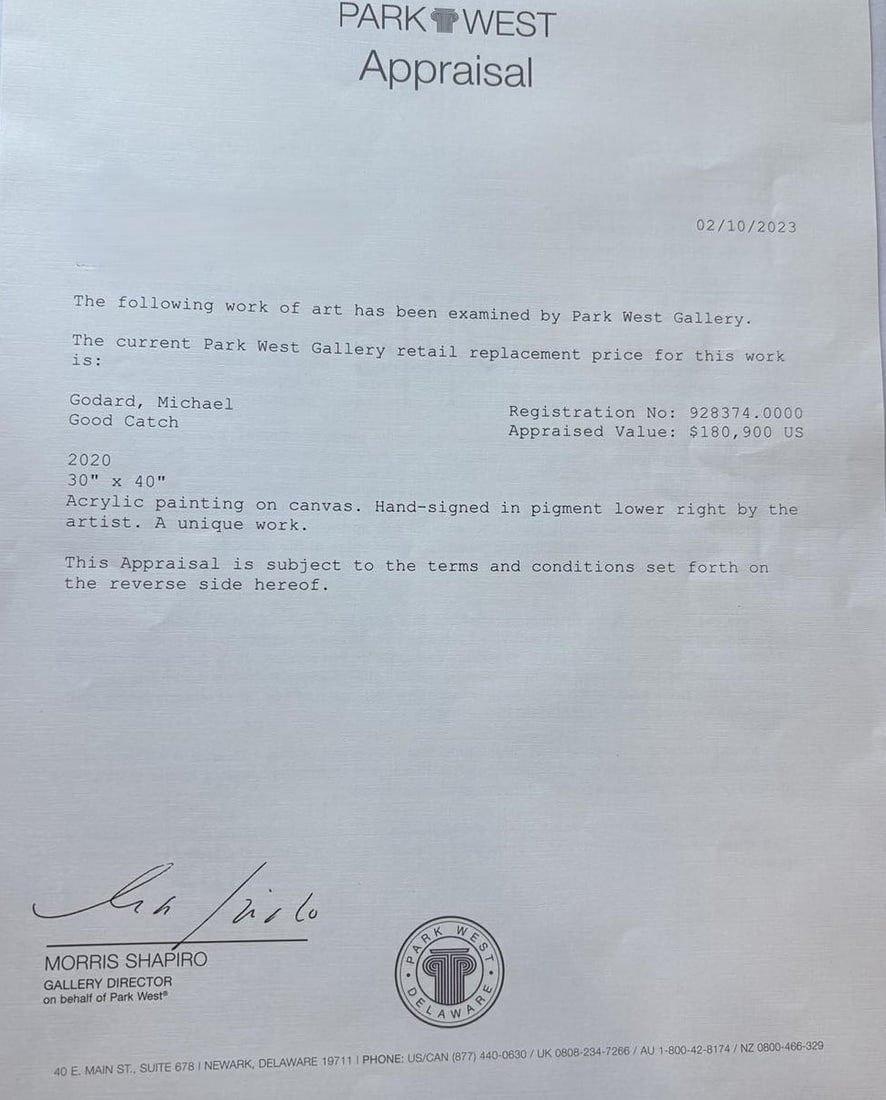 PARK WEST
Appraisal
02/10/2023
The following work of art has been examined by Park West Gallery.
The current Park West Gallery retail replacement price for this work
is:
Godard, Michael
Good Catch
Registration No: 928374.0000
Appraised Value: $180,900 US
2020
30" x 40"
Acrylic painting on canvas. Hand-signed in pigment lower right by the
artist. A unique work.
This Appraisal is subject to the terms and conditions set forth on
the reverse side hereof.
MORRIS SHAPIRO
GALLERY DIRECTOR
on behalf of Park West®
PARK WEST
DELAWARE
40 E. MAIN ST., SUITE 678 | NEWARK, DELAWARE 19711 | PHONE: US/CAN (877) 440-0630 / UK 0808-234-7266 / AU 1-800-42-8174 / NZ 0800-466-329